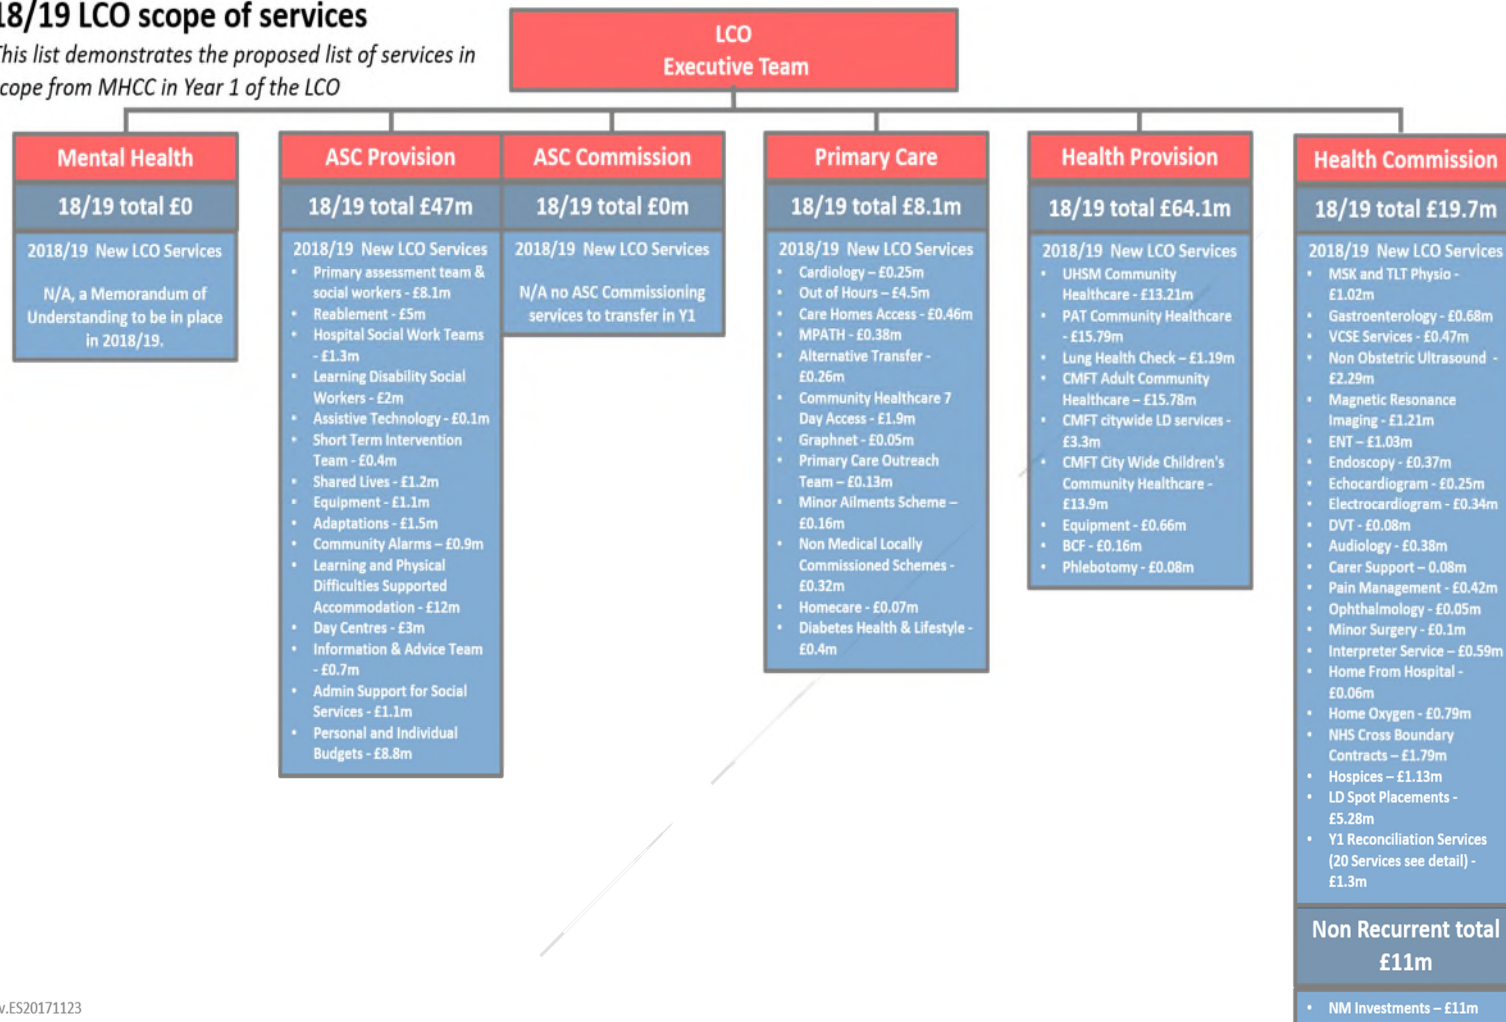 18/19 LCO scope of services
This list demonstrates the proposed list of services in
scope from MHCC in Year 1 of the LCO
LCO
Executive Team
Mental Health
18/19 total £0
2018/19 New LCO Services
N/A, a Memorandum of
Understanding to be in place
in 2018/19.
ASC Provision
18/19 total £47m
2018/19 New LCO Services
• Primary assessment team &
social workers - £8.1m
• Reablement - £5m
• Hospital Social Work Teams
- £1.3m
• Learning Disability Social
Workers - £2m
• Assistive Technology - £0.1m
• Short Term Intervention
Team - £0.4m
• Shared Lives - £1.2m
• Equipment - £1.1m
• Adaptations - £1.5m
• Community Alarms – £0.9m
• Learning and Physical
Difficulties Supported
Accommodation - £12m
• Day Centres - £3m
• Information & Advice Team
- £0.7m
• Admin Support for Social
Services - £1.1m
• Personal and Individual
Budgets - £8.8m
ASC Commission
18/19 total £0m
2018/19 New LCO Services
N/A no ASC Commissioning
services to transfer in Y1
Primary Care
18/19 total £8.1m
2018/19 New LCO Services
• Cardiology – £0.25m
• Out of Hours – £4.5m
• Care Homes Access - £0.46m
• MPATH - £0.38m
• Alternative Transfer -
£0.26m
• Community Healthcare 7
Day Access - £1.9m
• Graphnet - £0.05m
• Primary Care Outreach
Team – £0.13m
• Minor Ailments Scheme –
£0.16m
• Non Medical Locally
Commissioned Schemes -
£0.32m
• Homecare - £0.07m
• Diabetes Health & Lifestyle -
£0.4m
Health Provision
18/19 total £64.1m
2018/19 New LCO Services
• UHSM Community
Healthcare - £13.21m
• PAT Community Healthcare
- £15.79m
• Lung Health Check – £1.19m
• CMFT Adult Community
Healthcare – £15.78m
• CMFT citywide LD services -
£3.3m
• CMFT City Wide Children's
Community Healthcare -
£13.9m
• Equipment - £0.66m
• BCF - £0.16m
• Phlebotomy - £0.08m
Health Commission
18/19 total £19.7m
2018/19 New LCO Services
• MSK and TLT Physio -
£1.02m
• Gastroenterology - £0.68m
• VCSE Services - £0.47m
• Non Obstetric Ultrasound -
£2.29m
• Magnetic Resonance
Imaging - £1.21m
• ENT – £1.03m
• Endoscopy - £0.37m
• Echocardiogram - £0.25m
• Electrocardiogram - £0.34m
• DVT - £0.08m
• Audiology - £0.38m
• Carer Support – 0.08m
• Pain Management - £0.42m
• Ophthalmology - £0.05m
• Minor Surgery - £0.1m
• Interpreter Service – £0.59m
• Home From Hospital -
£0.06m
• Home Oxygen - £0.79m
• NHS Cross Boundary
Contracts – £1.79m
• Hospices – £1.13m
• LD Spot Placements -
£5.28m
• Y1 Reconciliation Services
(20 Services see detail) -
£1.3m
Non Recurrent total
£11m
• NM Investments – £11m
v.ES20171123